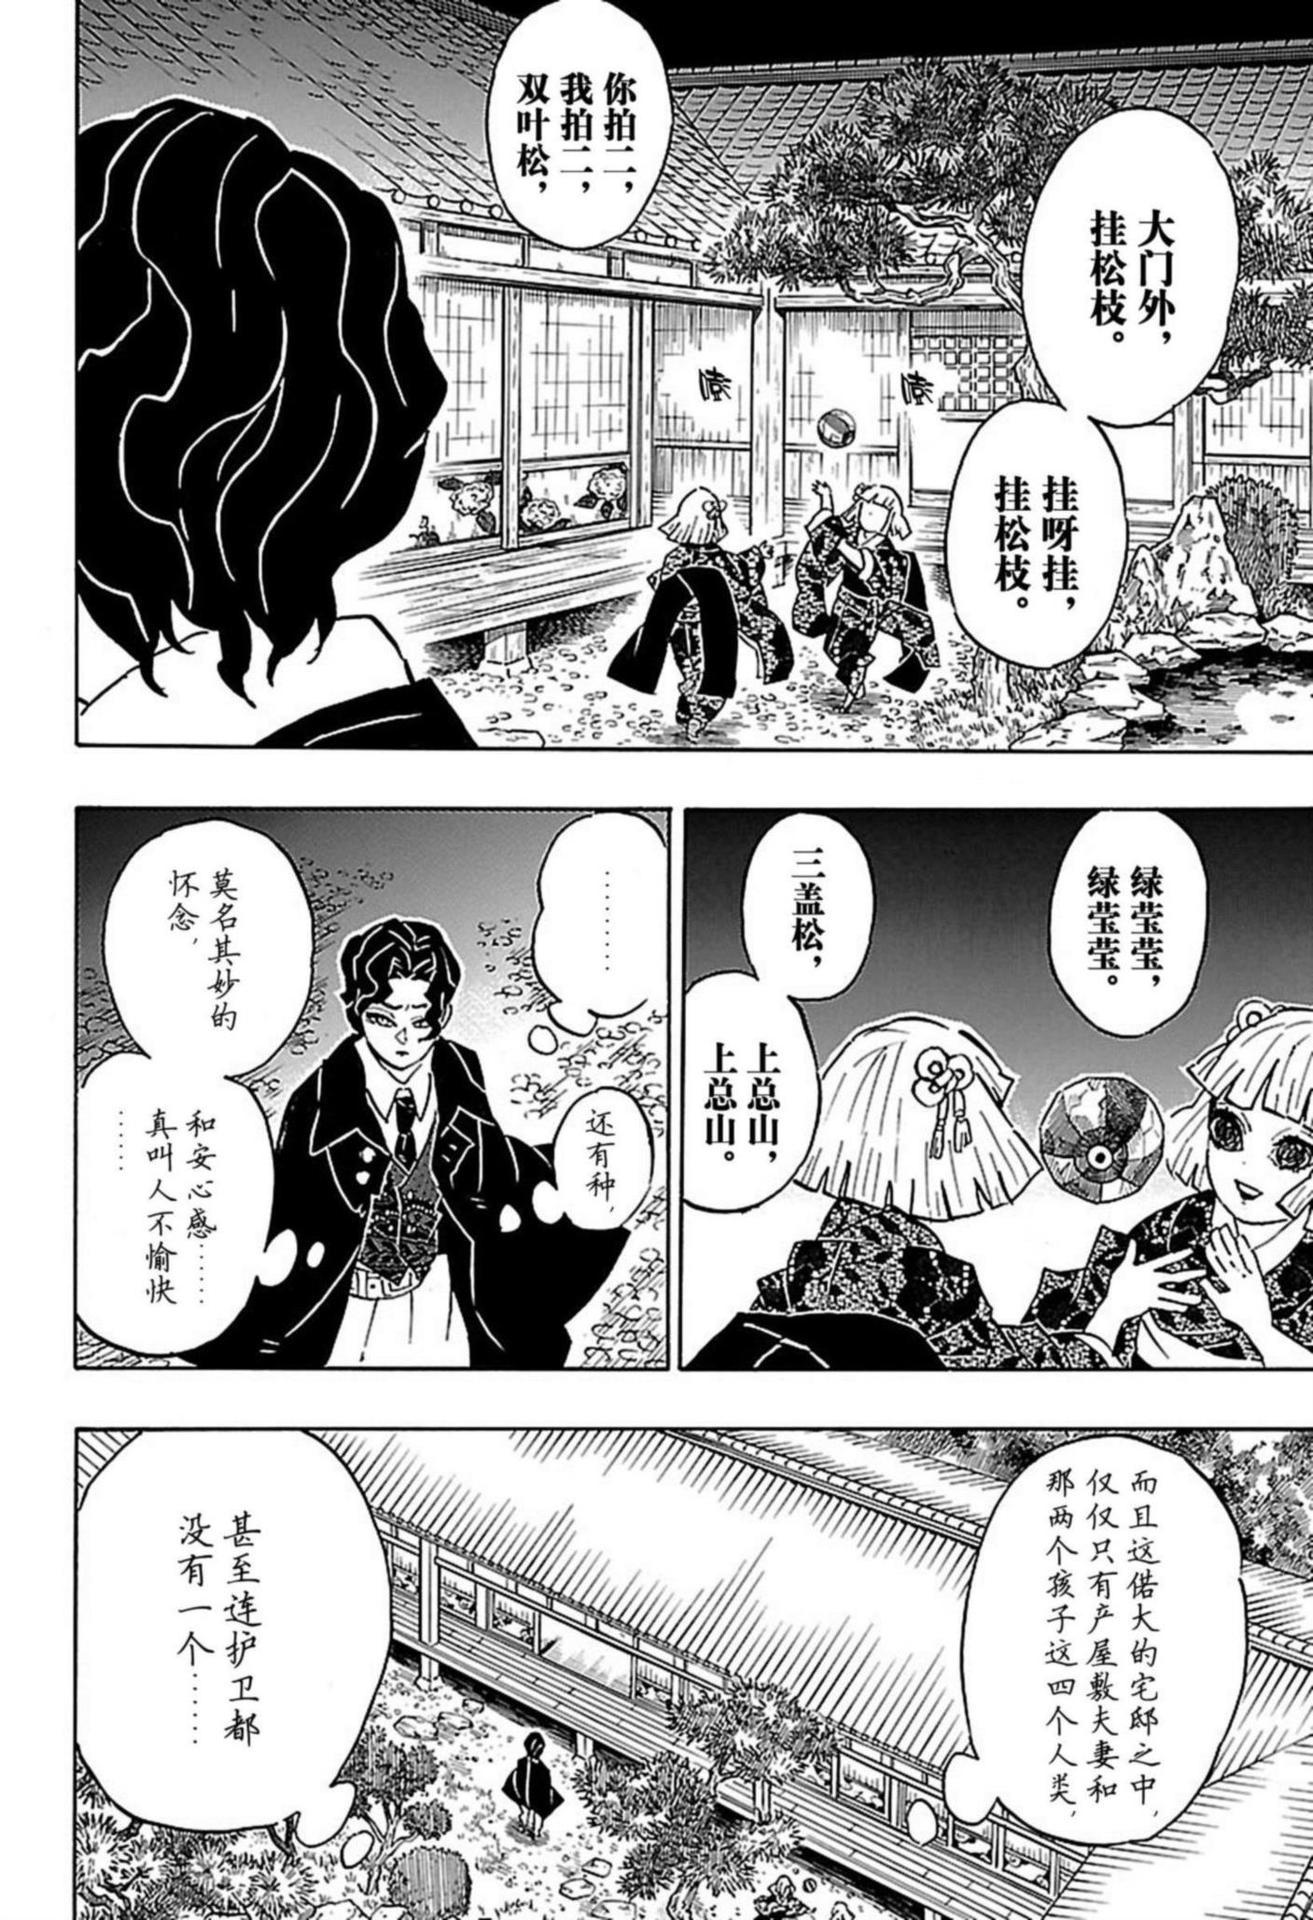 大门外，
挂松枝。
挂呀挂，
挂松枝。
嘭
嘭
你拍二，
我拍二，
双叶松，
绿莹莹，
绿莹莹。
三盖松，
上总山，
上总山。
………
还有种，
莫名其妙的
怀念，
和安心感……
真叫人不愉快
……
而且这偌大的宅邸之中，
仅仅只有产屋敷夫妻和
那两个孩子这四个人类，
甚至连护卫都
没有一个……